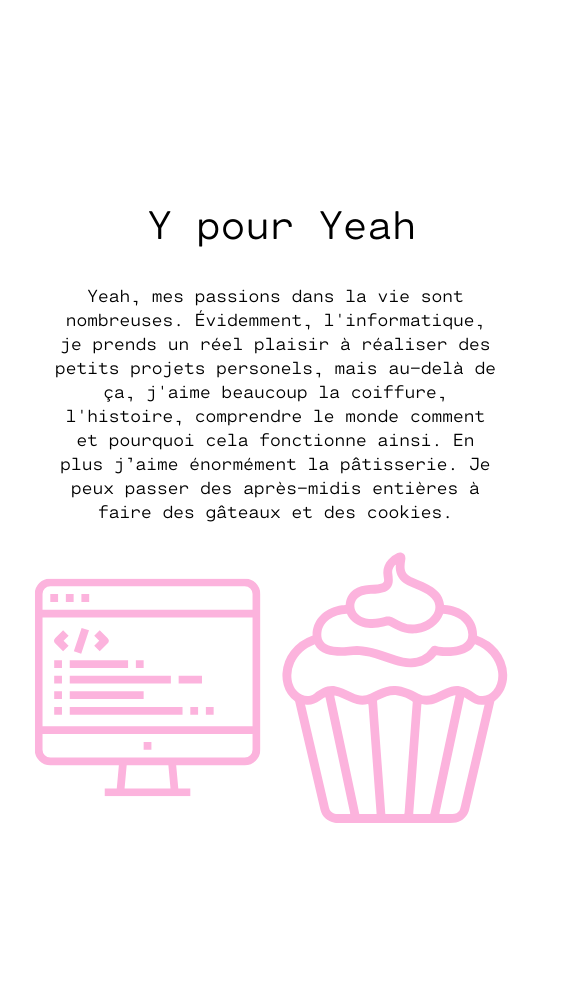 Y pour Yeah
Yeah, mes passions dans la vie sont
nombreuses. Évidemment, l'informatique,
je prends un réel plaisir à réaliser des
petits projets personels, mais au-delà de
ça, j'aime beaucoup la coiffure,
l'histoire, comprendre le monde comment
et pourquoi cela fonctionne ainsi. En
plus j’aime énormément la pâtisserie. Je
peux passer des après-midis entières à
faire des gâteaux et des cookies.
</>